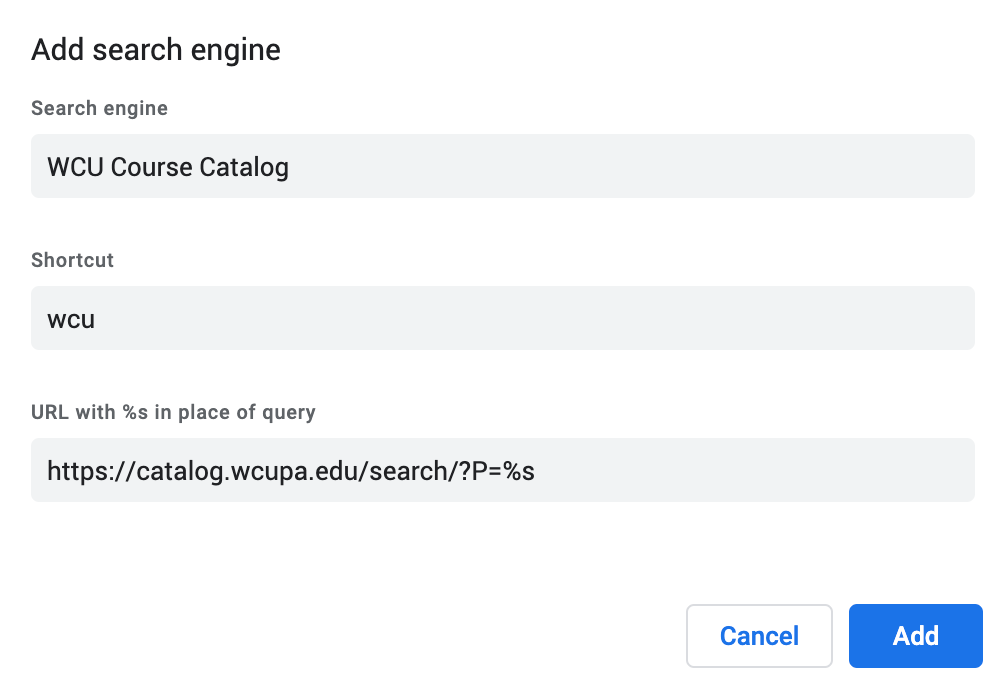 Add search engine
Search engine
WCU Course Catalog
Shortcut
wcu
URL with %s in place of query
https://catalog.wcupa.edu/search/?P=%s
Cancel Add